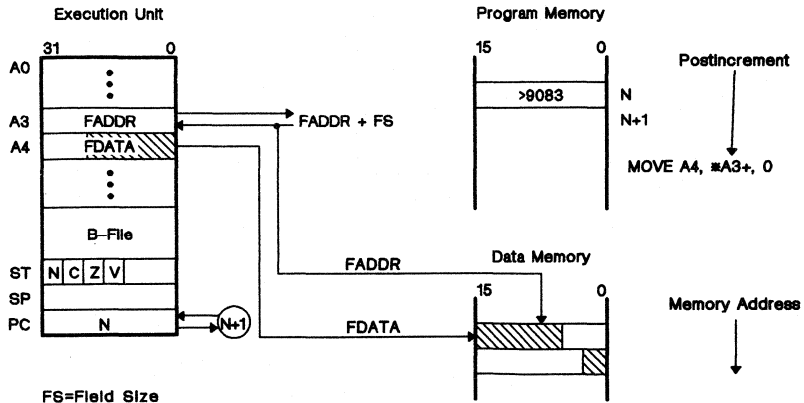 Execution Unit
31 0
A0
A3 FADDR
A4 FDATA
B-File
ST N C Z V
SP
PC N
N+1
FS=Field Size
FADDR + FS
FADDR
FDATA
Program Memory
15 0
>9083 N
N+1
Postincrement
MOVE A4, *A3+, 0
Data Memory
15 0
Memory Address